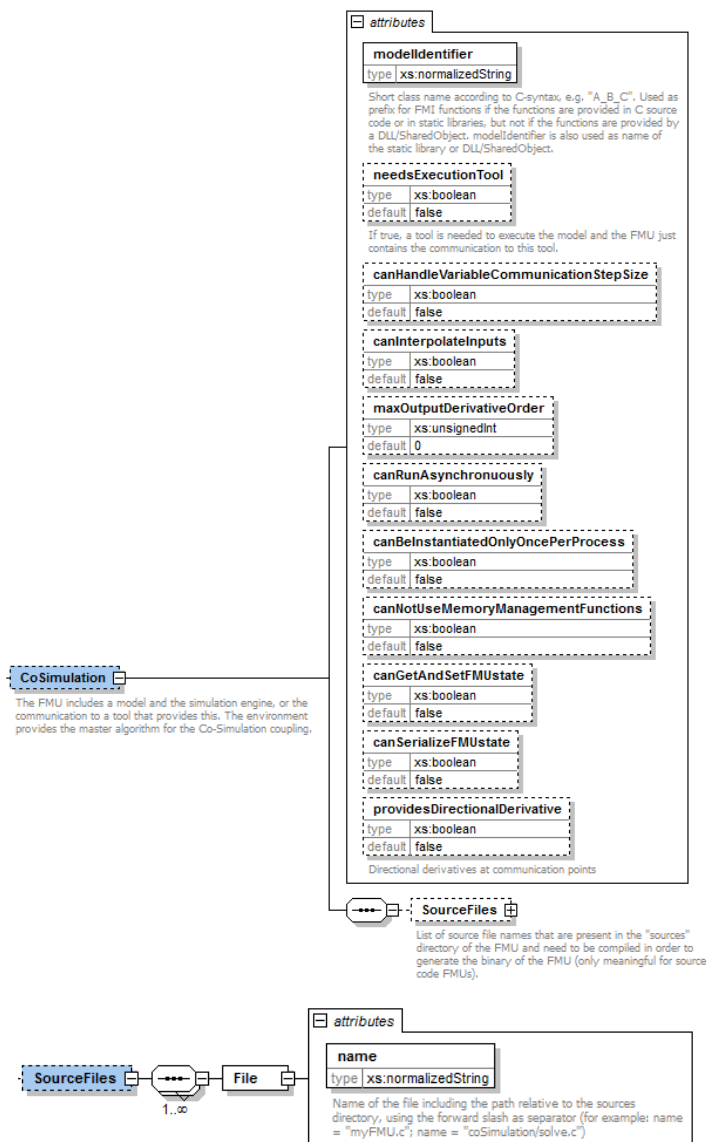 attributes
modelIdentifier
type xs:normalizedString
Short class name according to C-syntax, e.g. "A_B_C". Used as
prefix for FMI functions if the functions are provided in C source
code or in static libraries, but not if the functions are provided by
a DLL/SharedObject. modelIdentifier is also used as name of
the static library or DLL/SharedObject.
needsExecutionTool
type xs:boolean
default false
If true, a tool is needed to execute the model and the FMU just
contains the communication to this tool.
canHandleVariableCommunicationStepSize
type xs:boolean
default false
canInterpolateInputs
type xs:boolean
default false
maxOutputDerivativeOrder
type xs:unsignedInt
default 0
canRunAsynchronuously
type xs:boolean
default false
canBeInstantiatedOnlyOncePerProcess
type xs:boolean
default false
canNotUseMemoryManagementFunctions
type xs:boolean
default false
canGetAndSetFMUstate
type xs:boolean
default false
canSerializeFMUstate
type xs:boolean
default false
providesDirectionalDerivative
type xs:boolean
default false
Directional derivatives at communication points
CoSimulation
The FMU includes a model and the simulation engine, or the
communication to a tool that provides this. The environment
provides the master algorithm for the Co-Simulation coupling.
SourceFiles
List of source file names that are present in the "sources"
directory of the FMU and need to be compiled in order to
generate the binary of the FMU (only meaningful for source
code FMUs).
attributes
SourceFiles
1..∞
File
name
type xs:normalizedString
Name of the file including the path relative to the sources
directory, using the forward slash as separator (for example: name
= "myFMU.c"; name = "coSimulation/solve.c")